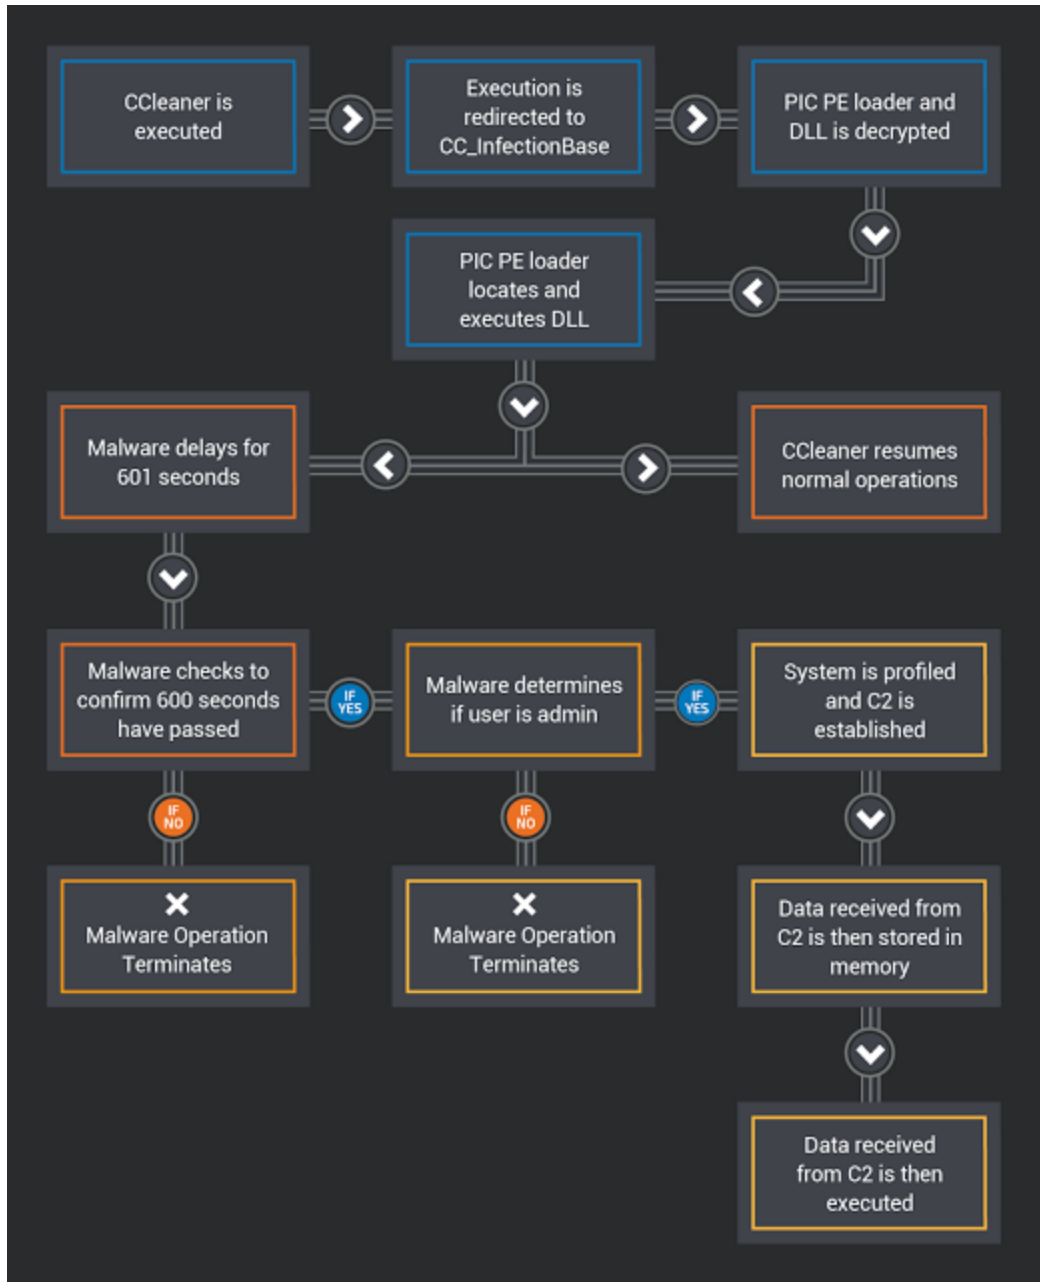 CCleaner is
executed
Execution is
redirected to
CC_InfectionBase
PIC PE loader and
DLL is decrypted
PIC PE loader
locates and
executes DLL
Malware delays for
601 seconds
CCleaner resumes
normal operations
Malware checks to
confirm 600 seconds
have passed
IF
YES
Malware determines
if user is admin
IF
YES
System is profiled
and C2 is
established
IF
NO
IF
NO
Malware Operation
Terminates
Malware Operation
Terminates
Data received from
C2 is then stored in
memory
Data received
from C2 is then
executed